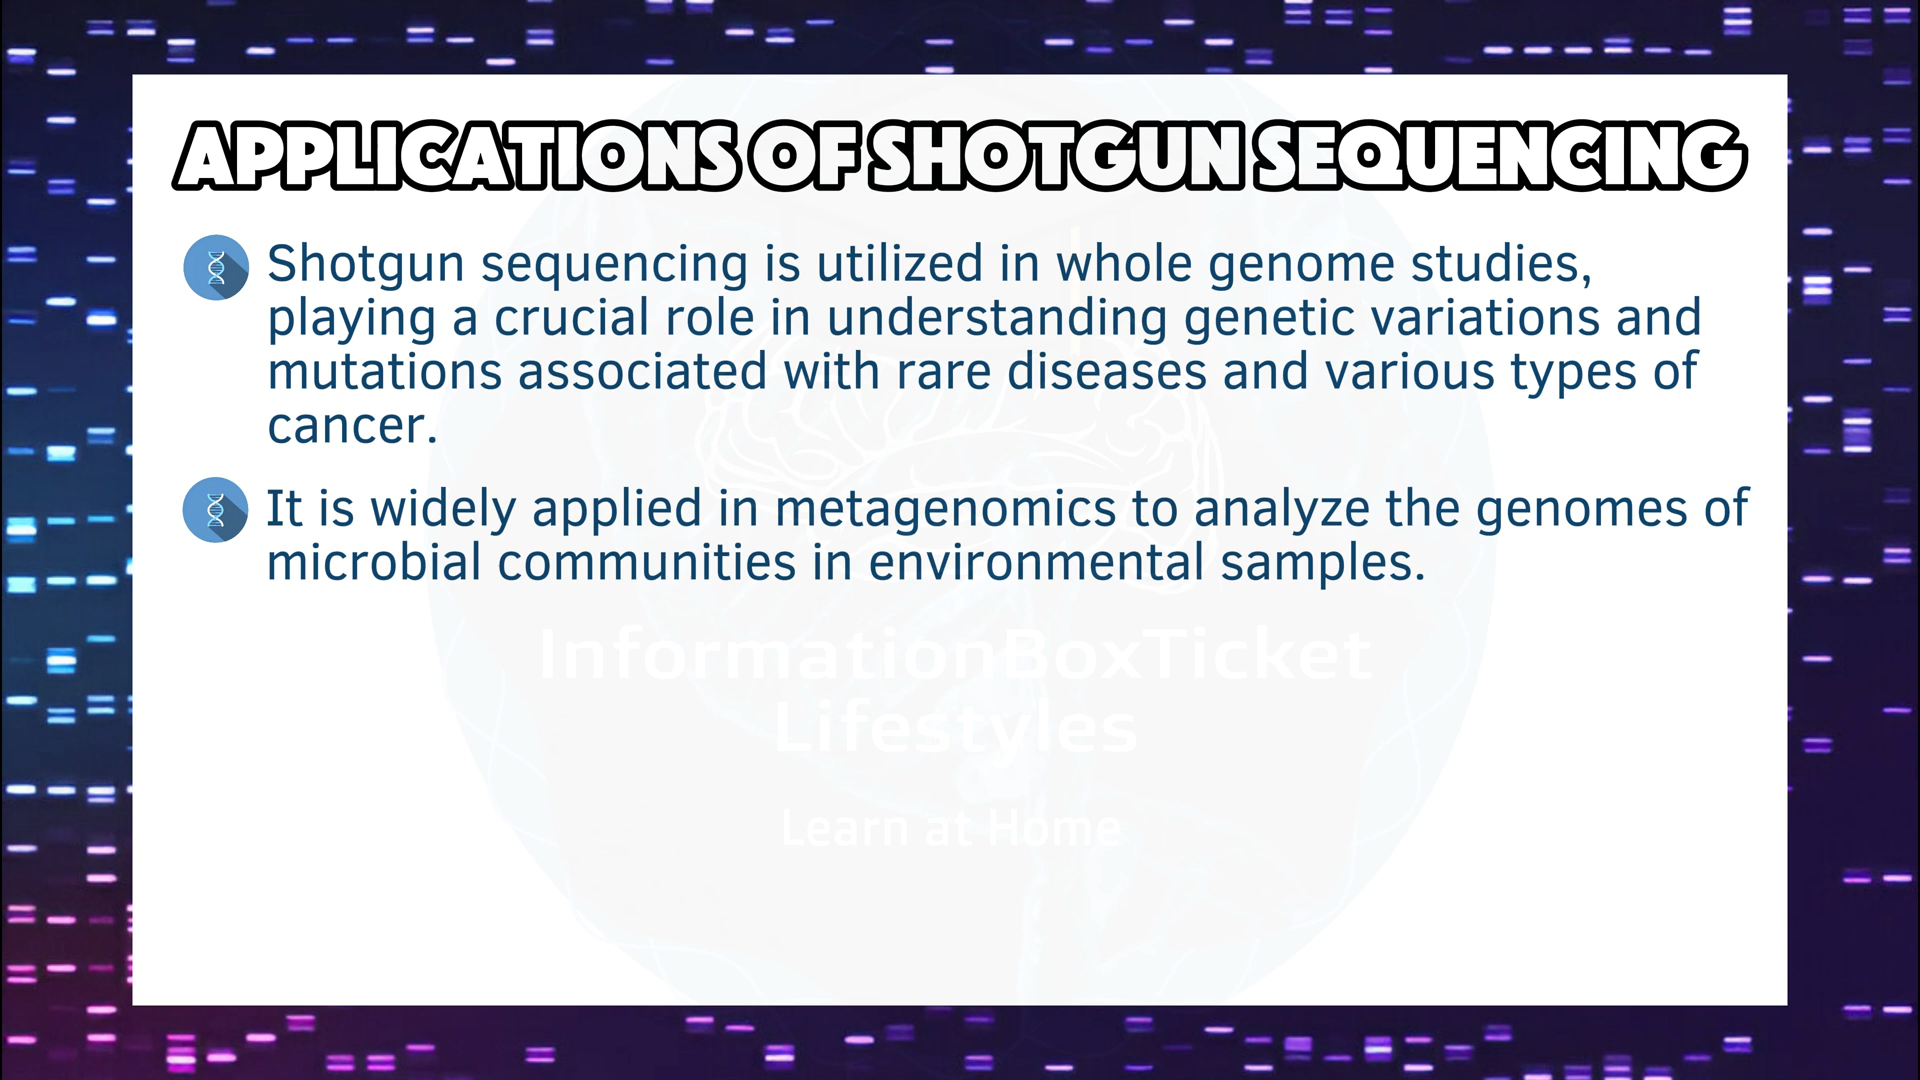 APPLICATIONS OF SHOTGUN SEQUENCING
Shotgun sequencing is utilized in whole genome studies,
playing a crucial role in understanding genetic variations and
mutations associated with rare diseases and various types of
cancer.
It is widely applied in metagenomics to analyze the genomes of
microbial communities in environmental samples.
InformationBoxTicket
Lifestyles
Learn at Home